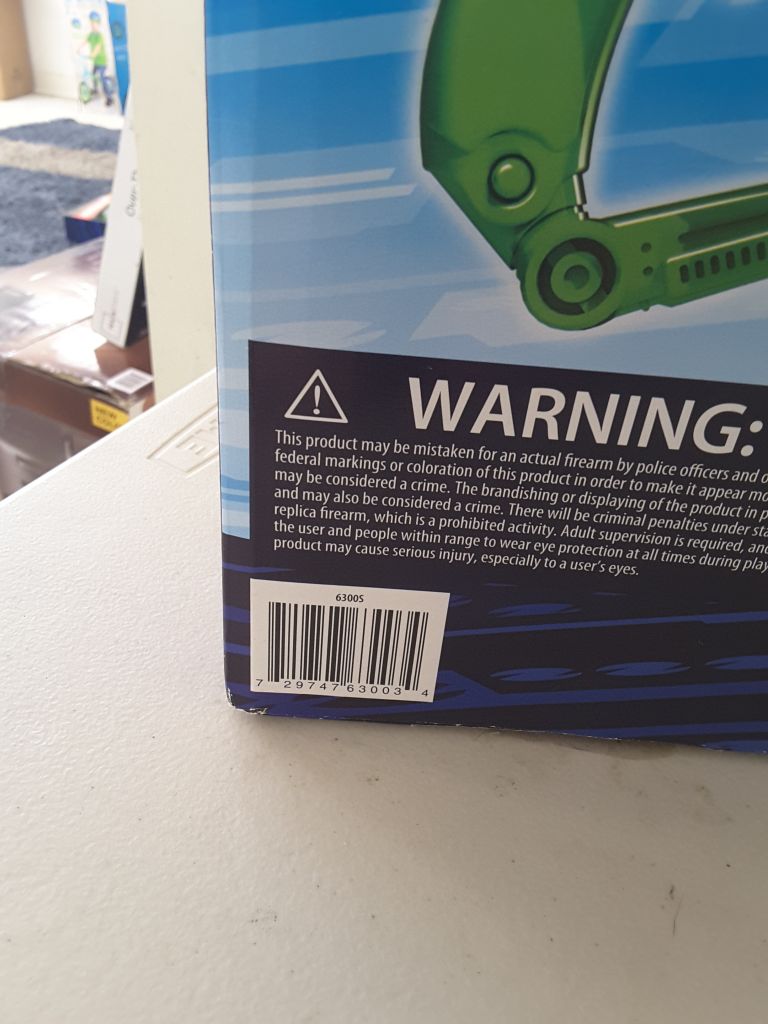 WARNING:
This product may be mistaken for an actual firearm by police officers and o
federal markings or coloration of this product in order to make it appear mo
may be considered a crime. The brandishing or displaying of the product in p
and may also be considered a crime. There will be criminal penalties under sta
replica firearm, which is a prohibited activity. Adult supervision is required, and
the user and people within range to wear eye protection at all times during play
product may cause serious injury, especially to a user's eyes.
6300S
7 29747 63003 4
NEW